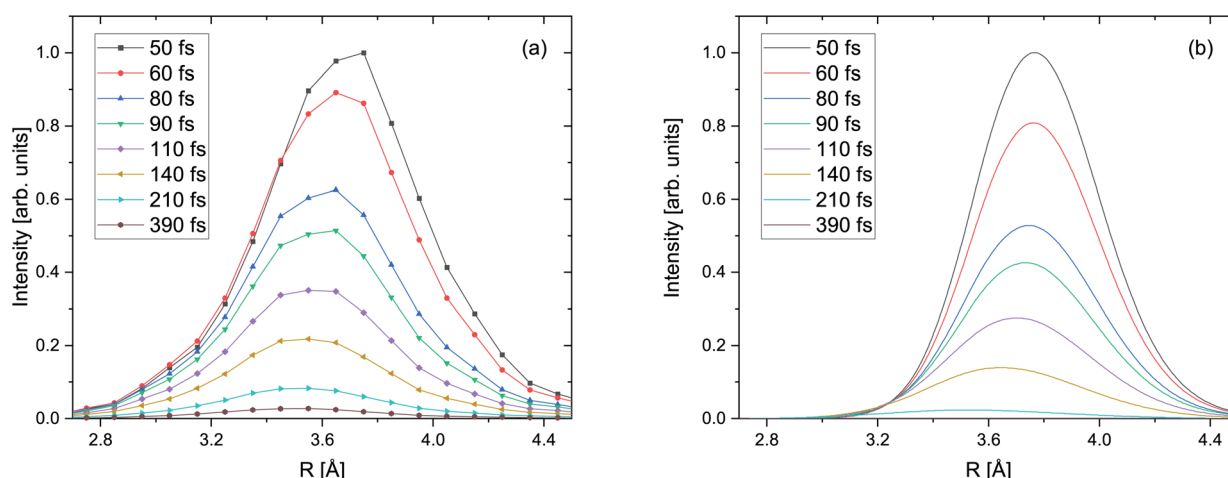 (a)
50 fs
60 fs
80 fs
90 fs
110 fs
140 fs
210 fs
390 fs
Intensity [arb. units]
1.0
0.8
0.6
0.4
0.2
0.0
2.8 3.2 3.6 4.0 4.4
R [Å]
(b)
50 fs
60 fs
80 fs
90 fs
110 fs
140 fs
210 fs
390 fs
Intensity [arb. units]
1.0
0.8
0.6
0.4
0.2
0.0
2.8 3.2 3.6 4.0 4.4
R [Å]